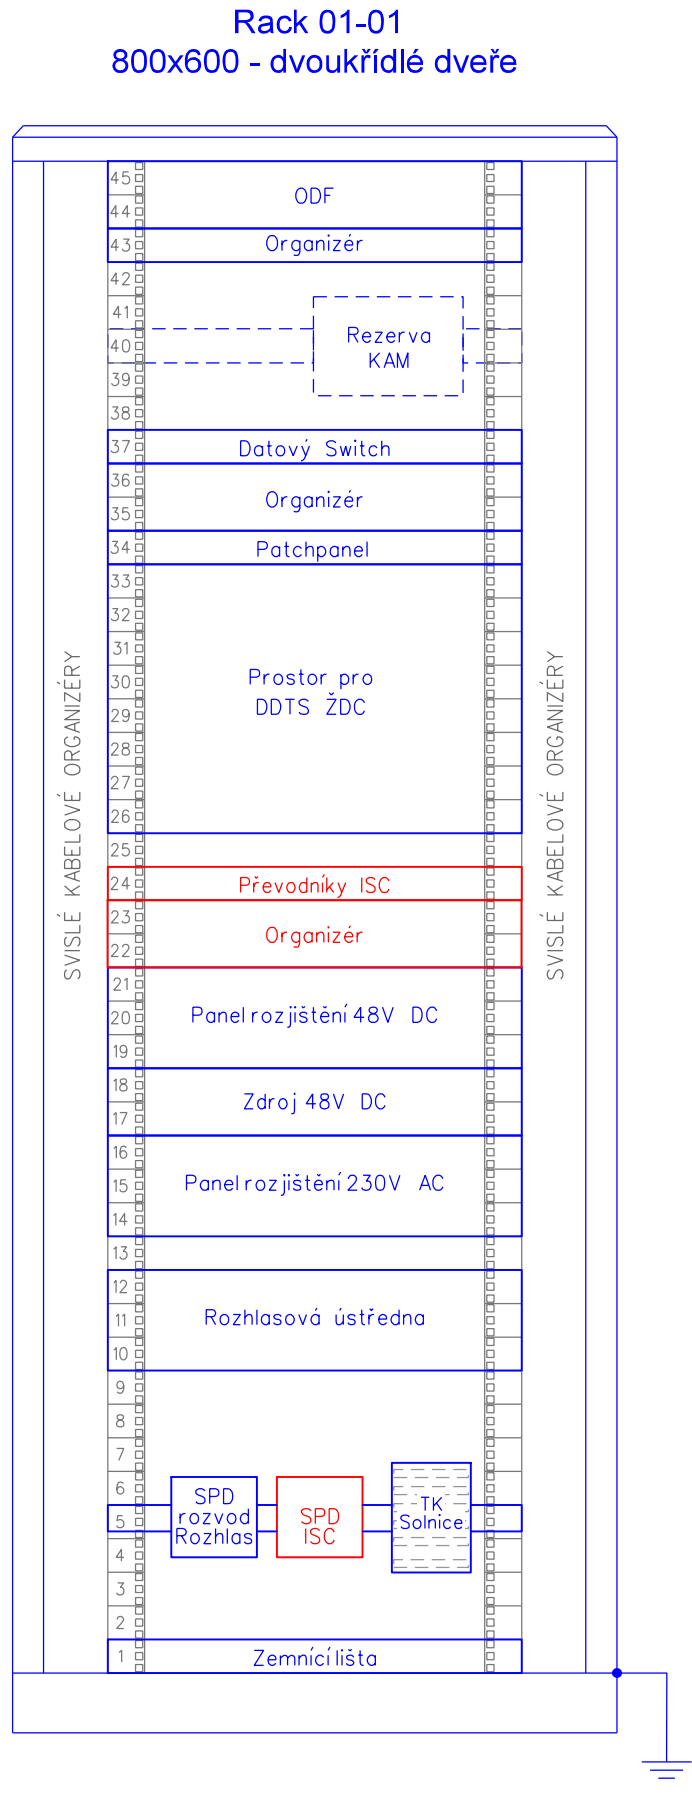 Rack 01-01
800x600 - dvoukřídlé dveře
45
ODF
44
43
Organizér
42
41
Rezerva
40
KAM
39
38
37
Datový Switch
36
Organizér
35
34
Patchpanel
33
32
31
30
Prostor pro
DDTS ŽDC
29
28
27
26
25
24
Převodníky ISC
23
Organizér
22
21
20
Panel rozjištění 48V DC
19
18
Zdroj 48V DC
17
16
15
Panel rozjištění 230V AC
14
13
12
11
Rozhlasová ústředna
10
9
8
7
6
SPD
rozvod
Rozhlas
SPD
ISC
TK
Solnice
5
4
3
2
1
Zemnící lišta
SVISLÉ KABELOVÉ ORGANIZÉRY
SVISLÉ KABELOVÉ ORGANIZÉRY